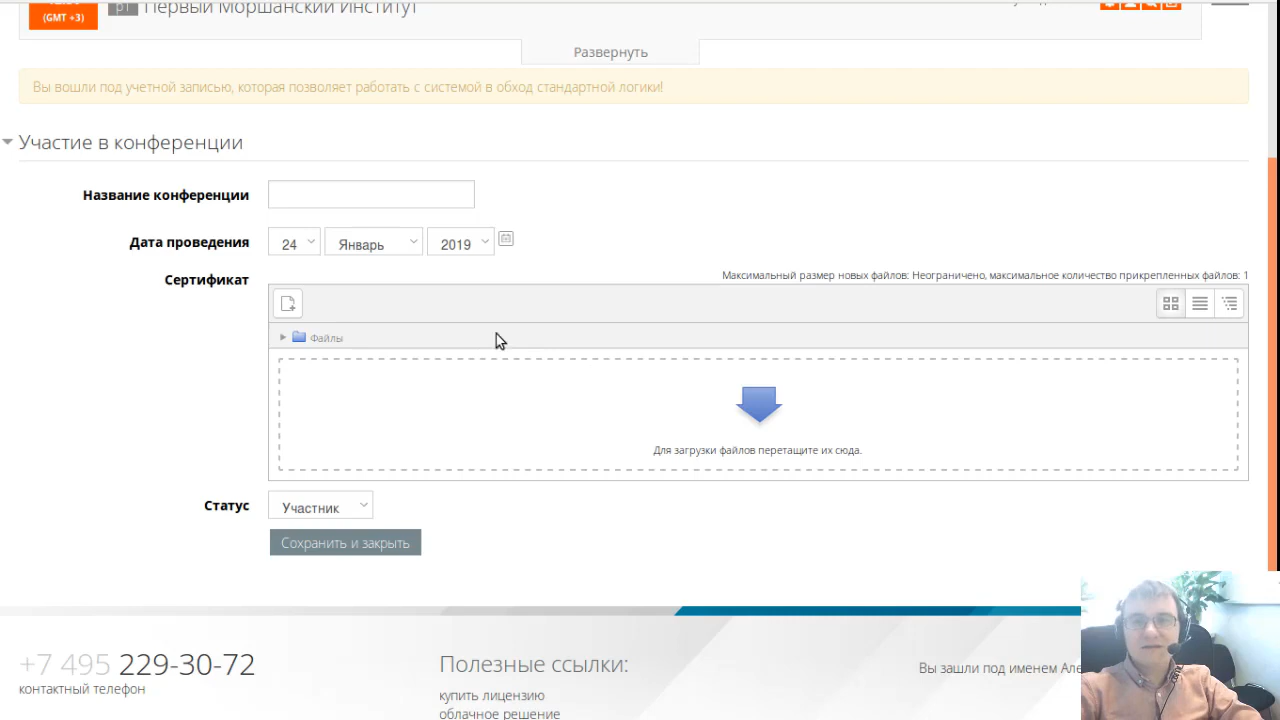 (GMT +3)
р1
Первый Моршанский Институт
Развернуть
Вы вошли под учетной записью, которая позволяет работать с системой в обход стандартной логики!
Участие в конференции
Название конференции
Дата проведения
24
Январь
2019
Сертификат
Максимальный размер новых файлов: Неограничено, максимальное количество прикрепленных файлов: 1
Файлы
Для загрузки файлов перетащите их сюда.
Статус
Участник
Сохранить и закрыть
+7 495 229-30-72
контактный телефон
Полезные ссылки:
купить лицензию
облачное решение
Вы зашли под именем Але